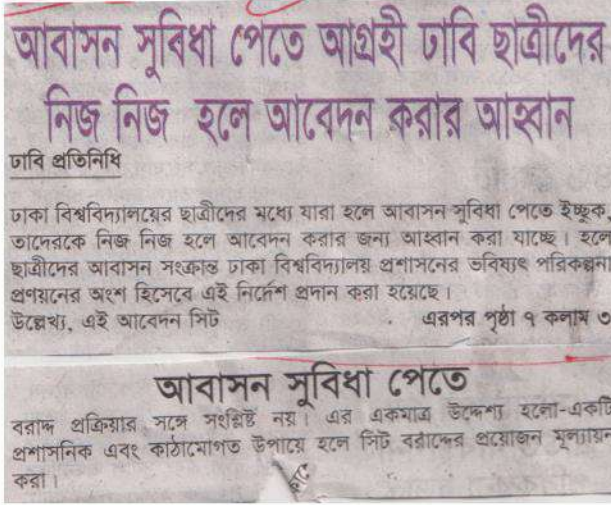 আবাসন সুবিধা পেতে আগ্রহী ঢাবি ছাত্রীদের
নিজ নিজ হলে আবেদন করার আহ্বান
ঢাবি প্রতিনিধি
ঢাকা বিশ্ববিদ্যালয়ের ছাত্রীদের মধ্যে যারা হলে আবাসন সুবিধা পেতে ইচ্ছুক
তাদেরকে নিজ নিজ হলে আবেদন করার জন্য আহ্বান করা যাচ্ছে। হলে
ছাত্রীদের আবাসন সংক্রান্ত ঢাকা বিশ্ববিদ্যালয় প্রশাসনের ভবিষ্যৎ পরিকল্পনা
প্রণয়নের অংশ হিসেবে এই নির্দেশ প্রদান করা হয়েছে।
উল্লেখ্য, এই আবেদন সিট এরপর পৃষ্ঠা ৭ কলাম ৩
আবাসন সুবিধা পেতে
বরাদ্দ প্রক্রিয়ার সঙ্গে সংশ্লিষ্ট নয়। এর একমাত্র উদ্দেশ্য হলো-একটি
প্রশাসনিক এবং কাঠামোগত উপায়ে হলে সিট বরাদ্দের প্রয়োজন মূল্যায়ন
করা।